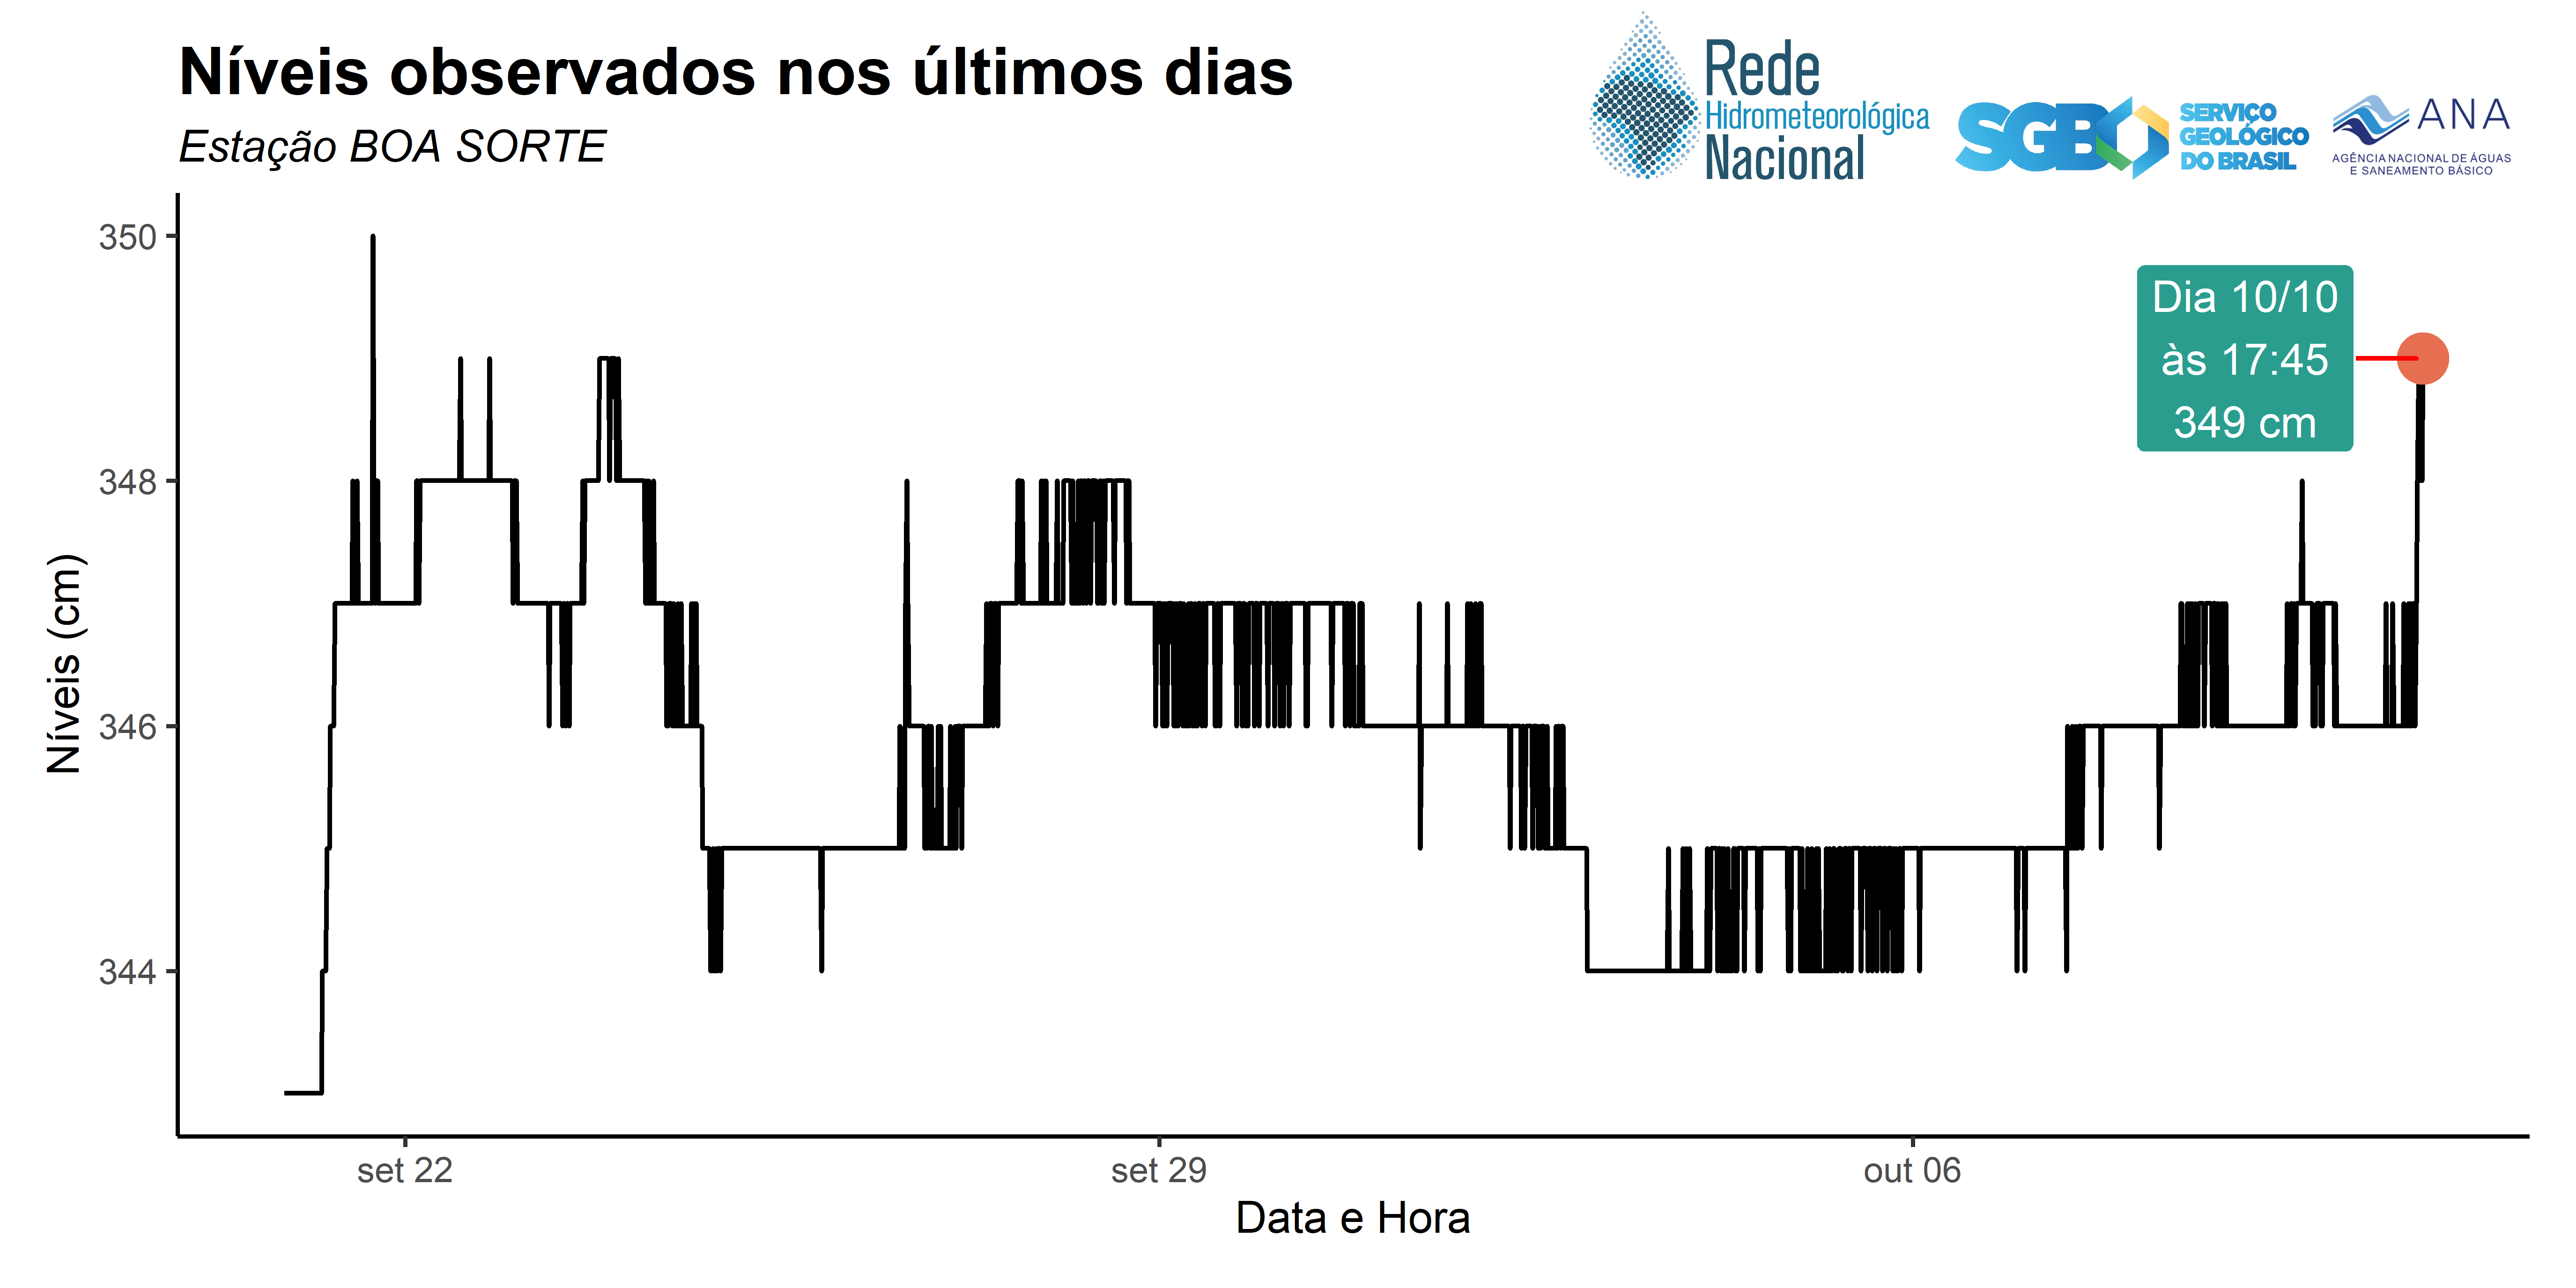 Níveis observados nos últimos dias
Estação BOA SORTE
Rede
Hidrometeorológica
Nacional
SGB
SERVIÇO
GEOLÓGICO
DO BRASIL
ANA
AGÊNCIA NACIONAL DE ÁGUAS
E SANEAMENTO BÁSICO
350
348
346
344
Níveis (cm)
Dia 10/10
às 17:45
349 cm
set 22
set 29
out 06
Data e Hora